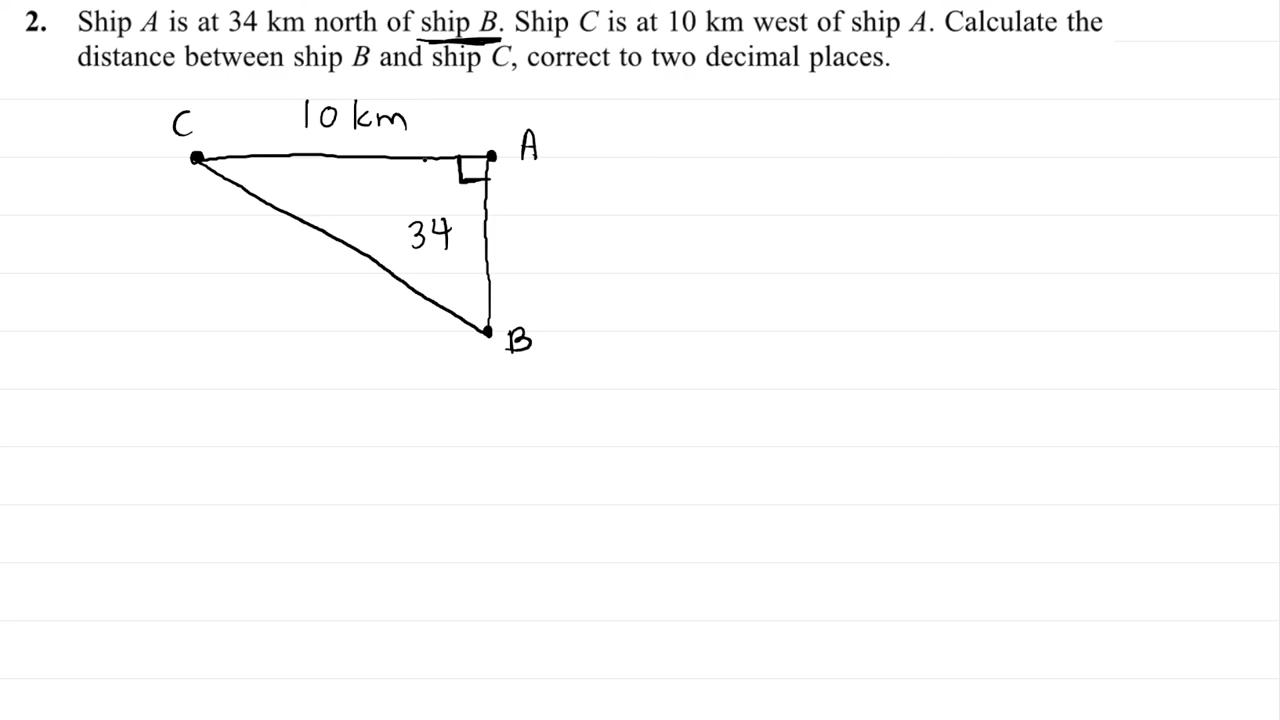 2. Ship A is at 34 km north of ship B. Ship C is at 10 km west of ship A. Calculate the
distance between ship B and ship C, correct to two decimal places.
C 10 km A
34
B